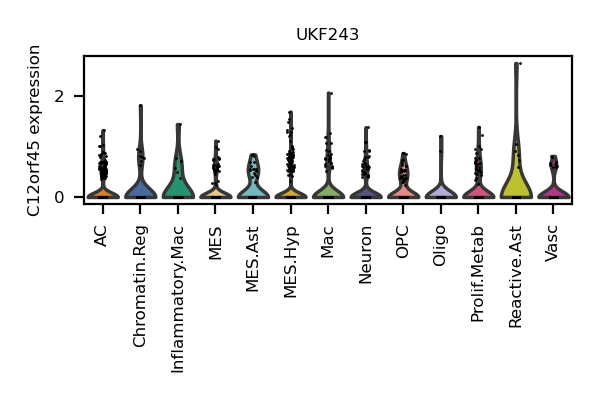 UKF243
C12orf45 expression
2
0
AC
Chromatin.Reg
Inflammatory.Mac
MES
MES.Ast
MES.Hyp
Mac
Neuron
OPC
Oligo
Prolif.Metab
Reactive.Ast
Vasc